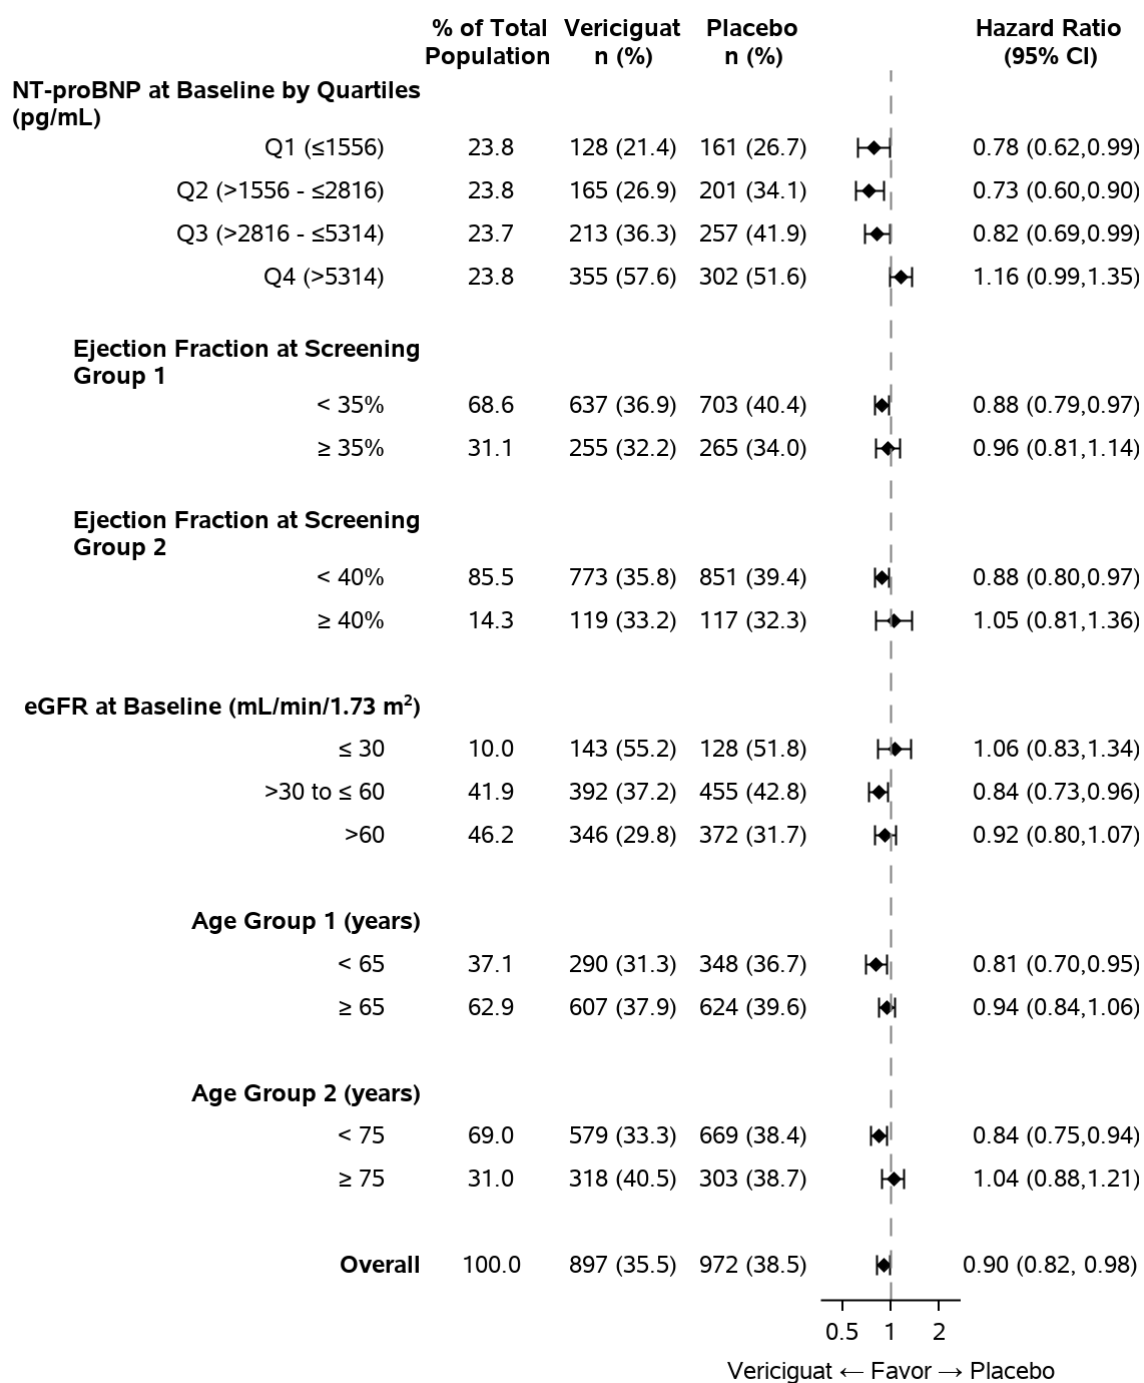 % of Total Vericiguat Placebo Hazard Ratio
Population n (%) n (%) (95% CI)
NT-proBNP at Baseline by Quartiles
(pg/mL)
Q1 (≤1556) 23.8 128 (21.4) 161 (26.7) 0.78 (0.62,0.99)
Q2 (>1556 - ≤2816) 23.8 165 (26.9) 201 (34.1) 0.73 (0.60,0.90)
Q3 (>2816 - ≤5314) 23.7 213 (36.3) 257 (41.9) 0.82 (0.69,0.99)
Q4 (>5314) 23.8 355 (57.6) 302 (51.6) 1.16 (0.99,1.35)
Ejection Fraction at Screening
Group 1
< 35% 68.6 637 (36.9) 703 (40.4) 0.88 (0.79,0.97)
≥ 35% 31.1 255 (32.2) 265 (34.0) 0.96 (0.81,1.14)
Ejection Fraction at Screening
Group 2
< 40% 85.5 773 (35.8) 851 (39.4) 0.88 (0.80,0.97)
≥ 40% 14.3 119 (33.2) 117 (32.3) 1.05 (0.81,1.36)
eGFR at Baseline (mL/min/1.73 m²)
≤ 30 10.0 143 (55.2) 128 (51.8) 1.06 (0.83,1.34)
>30 to ≤ 60 41.9 392 (37.2) 455 (42.8) 0.84 (0.73,0.96)
>60 46.2 346 (29.8) 372 (31.7) 0.92 (0.80,1.07)
Age Group 1 (years)
< 65 37.1 290 (31.3) 348 (36.7) 0.81 (0.70,0.95)
≥ 65 62.9 607 (37.9) 624 (39.6) 0.94 (0.84,1.06)
Age Group 2 (years)
< 75 69.0 579 (33.3) 669 (38.4) 0.84 (0.75,0.94)
≥ 75 31.0 318 (40.5) 303 (38.7) 1.04 (0.88,1.21)
Overall 100.0 897 (35.5) 972 (38.5) 0.90 (0.82, 0.98)
0.5 1 2
Vericiguat ← Favor → Placebo